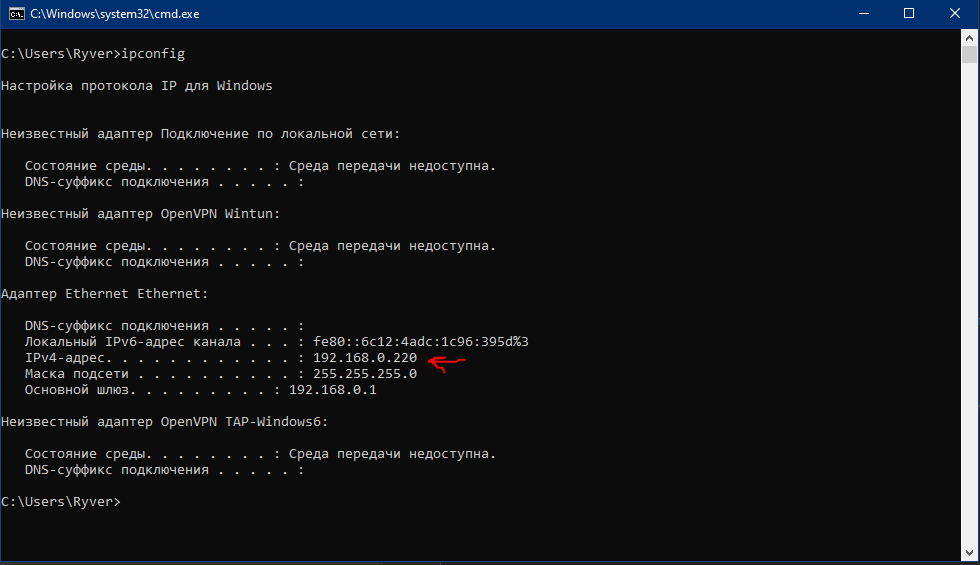 C:\Windows\system32\cmd.exe
C:\Users\Ryver>ipconfig
Настройка протокола IP для Windows
Неизвестный адаптер Подключение по локальной сети:
Состояние среды. . . . . . . . : Среда передачи недоступна.
DNS-суффикс подключения . . . . . :
Неизвестный адаптер OpenVPN Wintun:
Состояние среды. . . . . . . . : Среда передачи недоступна.
DNS-суффикс подключения . . . . . :
Адаптер Ethernet Ethernet:
DNS-суффикс подключения . . . . . :
Локальный IPv6-адрес канала . . . : fe80::6c12:4adc:1c96:395d%3
IPv4-адрес. . . . . . . . . . . . : 192.168.0.220
Маска подсети . . . . . . . . . . : 255.255.255.0
Основной шлюз. . . . . . . . . : 192.168.0.1
Неизвестный адаптер OpenVPN TAP-Windows6:
Состояние среды. . . . . . . . : Среда передачи недоступна.
DNS-суффикс подключения . . . . . :
C:\Users\Ryver>